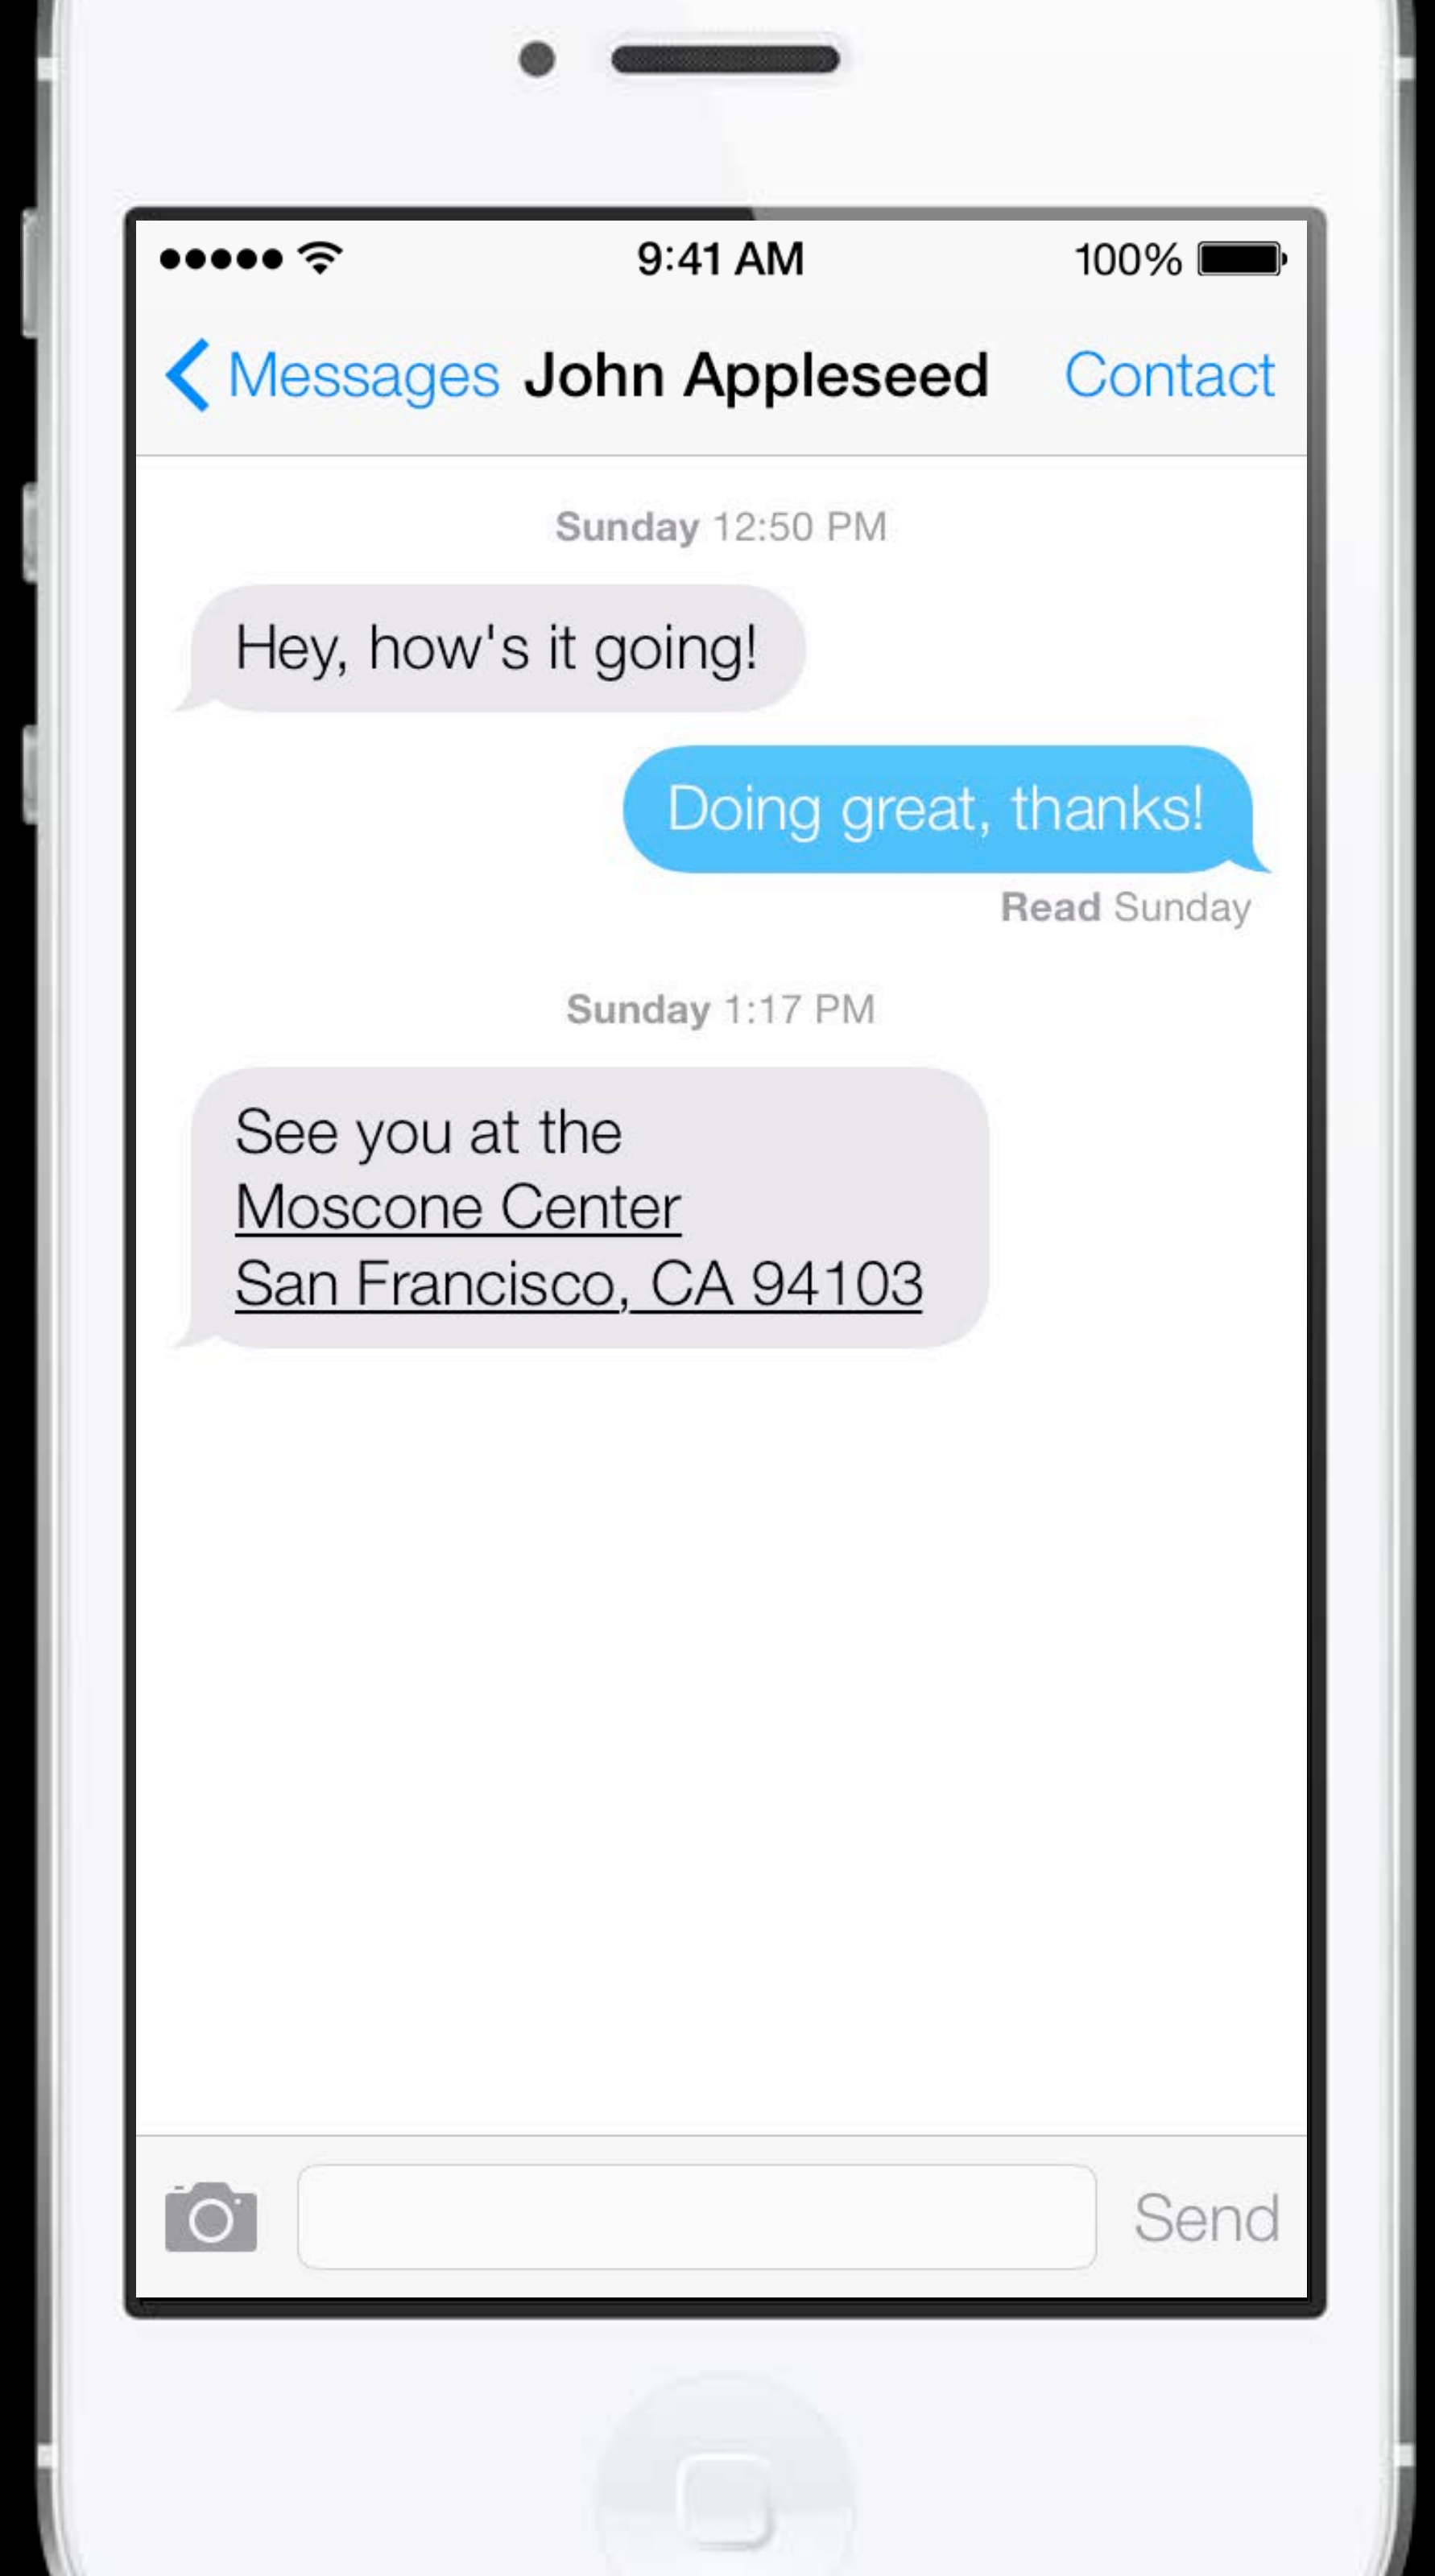 9:41 AM 100%
Messages John Appleseed Contact
Sunday 12:50 PM
Hey, how's it going!
Doing great, thanks!
Read Sunday
Sunday 1:17 PM
See you at the
Moscone Center
San Francisco, CA 94103
Send